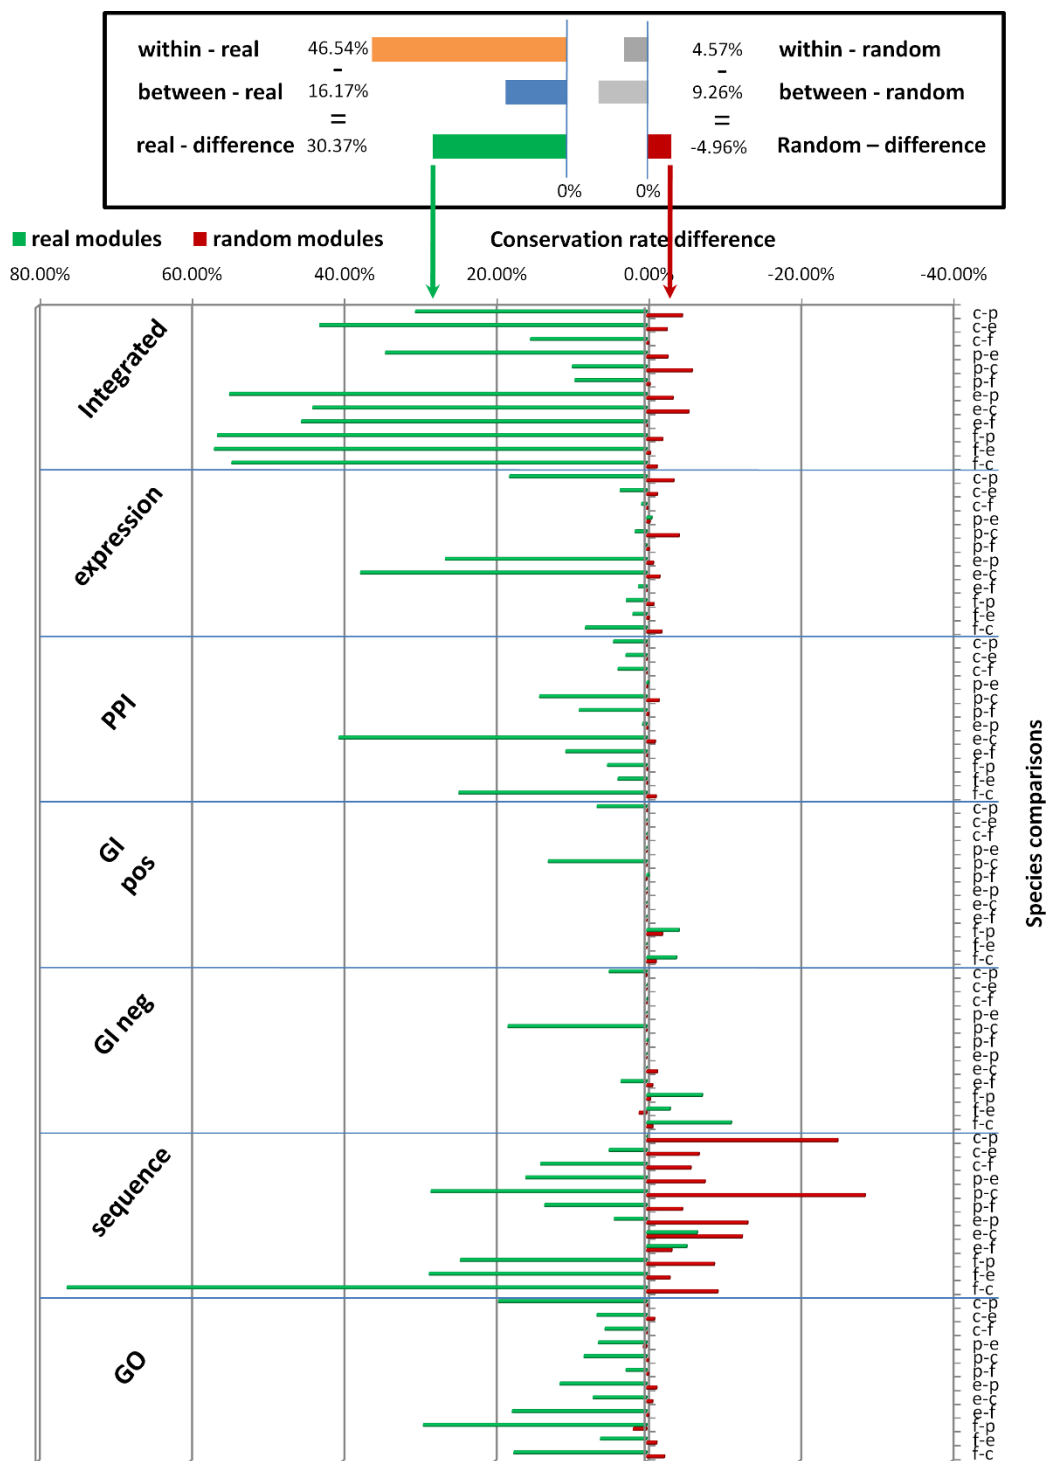 within - real 46.54% 4.57% within - random
- -
between - real 16.17% 9.26% between - random
= =
real - difference 30.37% -4.96% Random – difference
0% 0%
real modules random modules Conservation rate difference
80.00% 60.00% 40.00% 20.00% 0.00% -20.00% -40.00%
Integrated
c-p
c-e
c-f
p-e
p-c
p-f
e-p
e-c
e-f
f-p
f-e
f-c
expression
c-p
c-e
c-f
p-e
p-c
p-f
e-p
e-c
e-f
f-p
f-e
f-c
PPI
c-p
c-e
c-f
p-e
p-c
p-f
e-p
e-c
e-f
f-p
f-e
f-c
GI
pos
c-p
c-e
c-f
p-e
p-c
p-f
e-p
e-c
e-f
f-p
f-e
f-c
GI neg
c-p
c-e
c-f
p-e
p-c
p-f
e-p
e-c
e-f
f-p
f-e
f-c
sequence
c-p
c-e
c-f
p-e
p-c
p-f
e-p
e-c
e-f
f-p
f-e
f-c
GO
c-p
c-e
c-f
p-e
p-c
p-f
e-p
e-c
e-f
f-p
f-e
f-c
Species comparisons